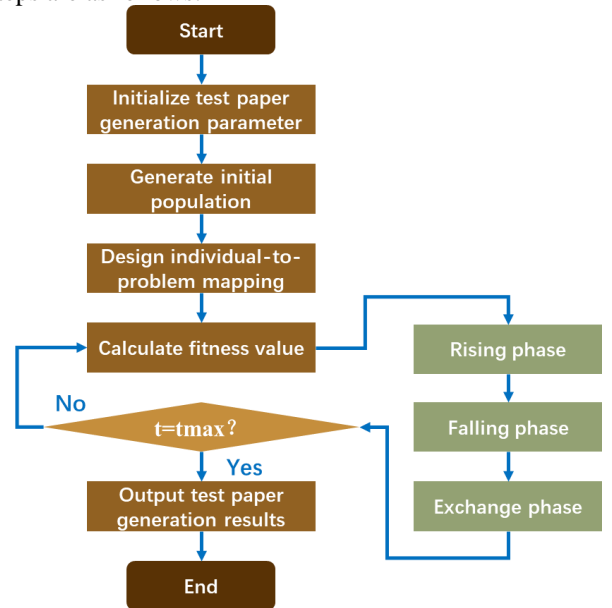 Start
Initialize test paper
generation parameter
Generate initial
population
Design individual-to-
problem mapping
Calculate fitness value
Rising phase
Falling phase
Exchange phase
No
t=tmax?
Yes
Output test paper
generation results
End